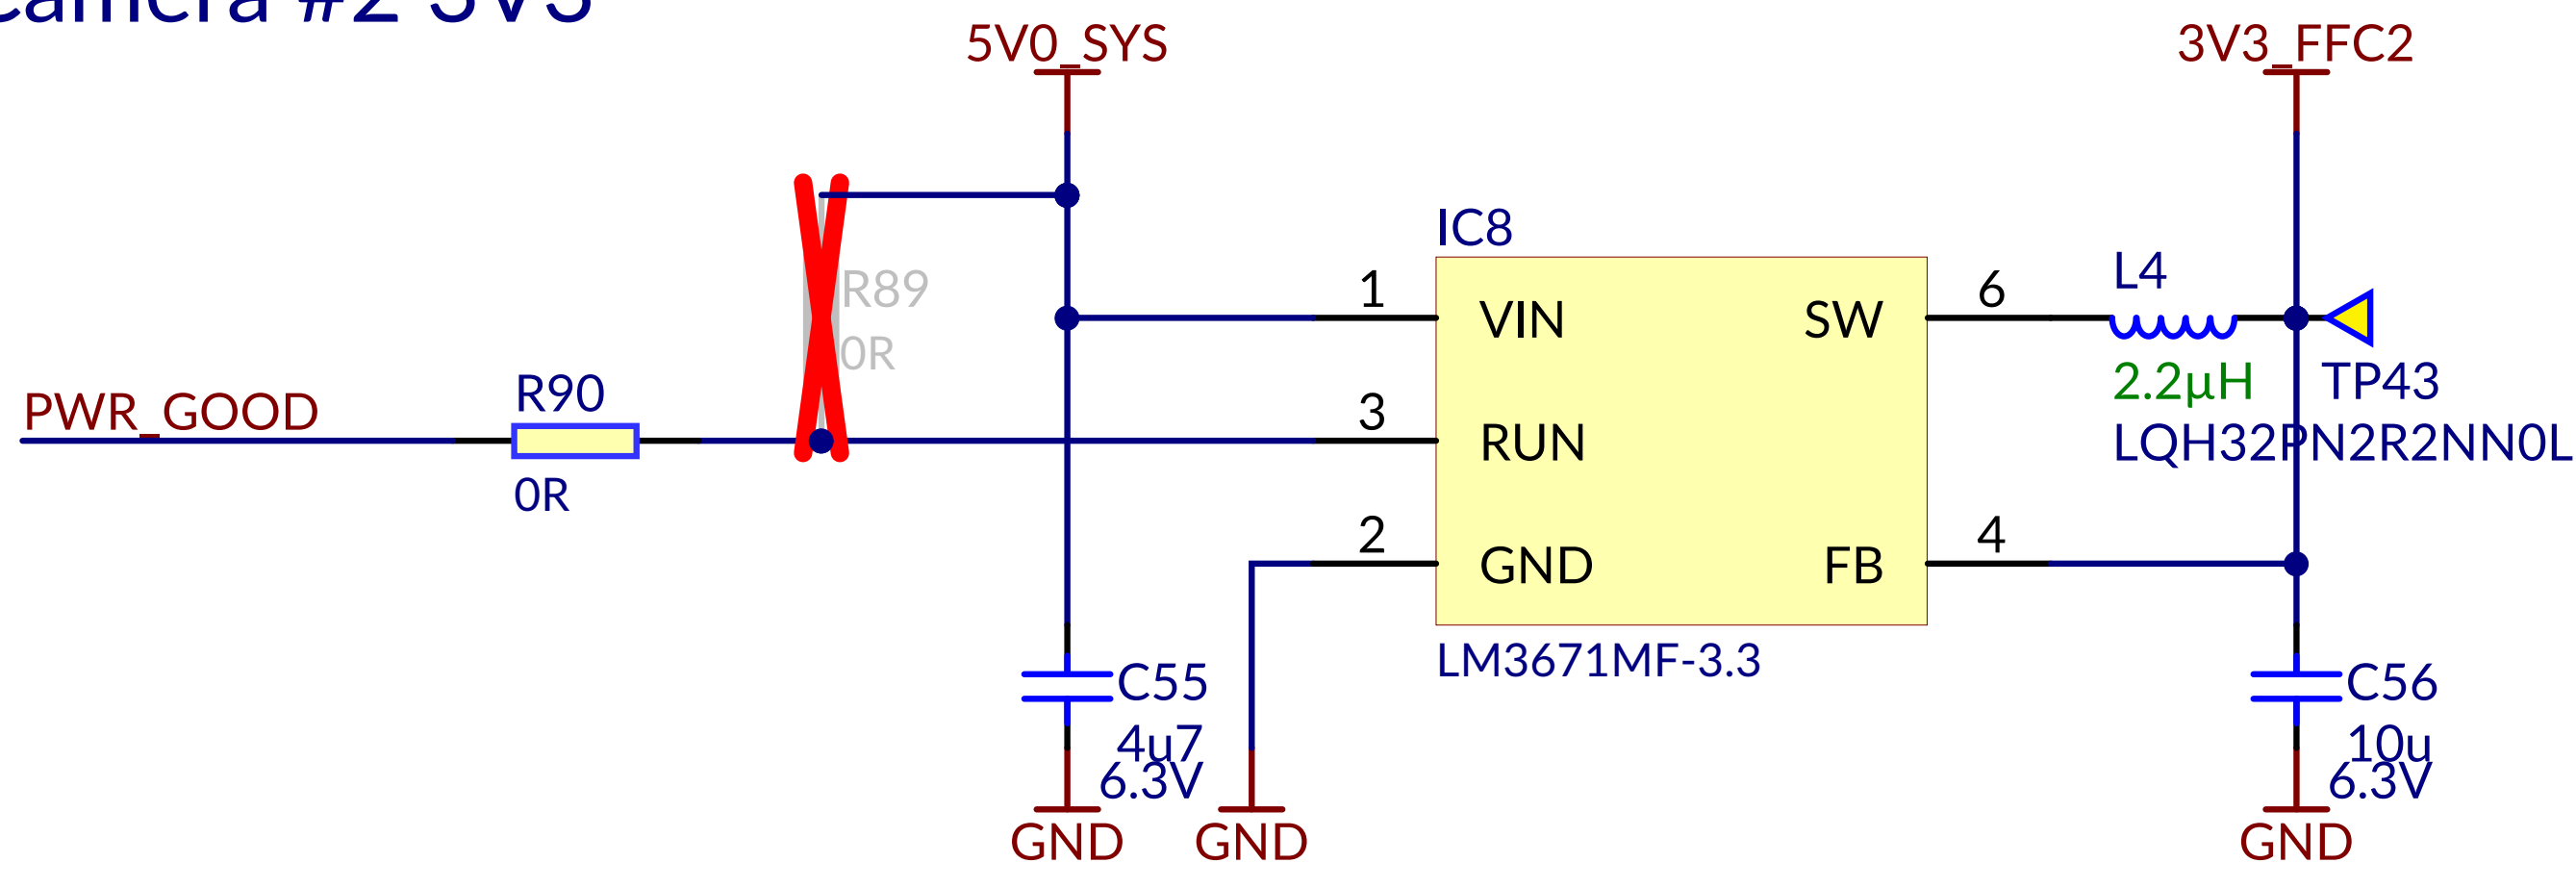 Camera #2 3V3
5V0_SYS
3V3_FFC2
IC8
R89
0R
1
VIN
SW
6
L4
2.2µH
TP43
LQH32PN2R2NN0L
PWR_GOOD
R90
0R
3
RUN
2
GND
FB
4
LM3671MF-3.3
C55
4u7
6.3V
C56
10u
6.3V
GND
GND
GND